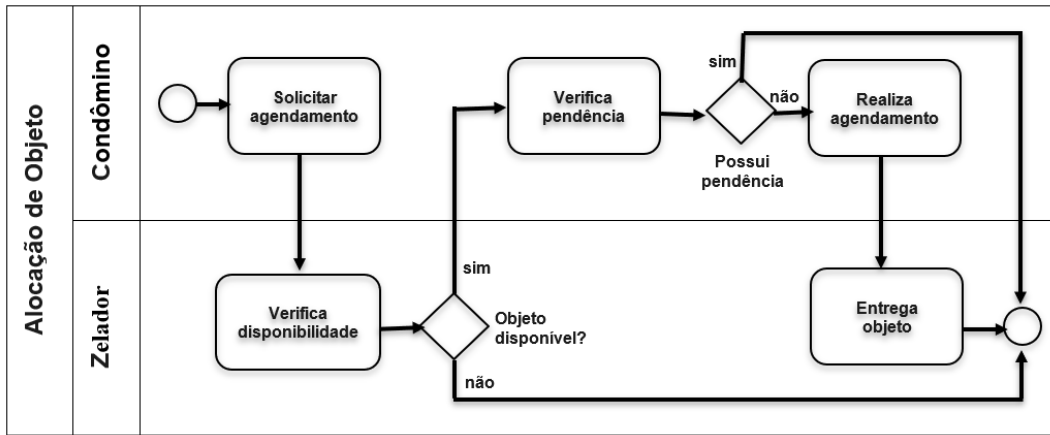 Alocação de Objeto
Condômino
Solicitar
agendamento
Verifica
pendência
sim
não
Possui
pendência
Realiza
agendamento
Zelador
Verifica
disponibilidade
sim
Objeto
disponível?
não
Entrega
objeto